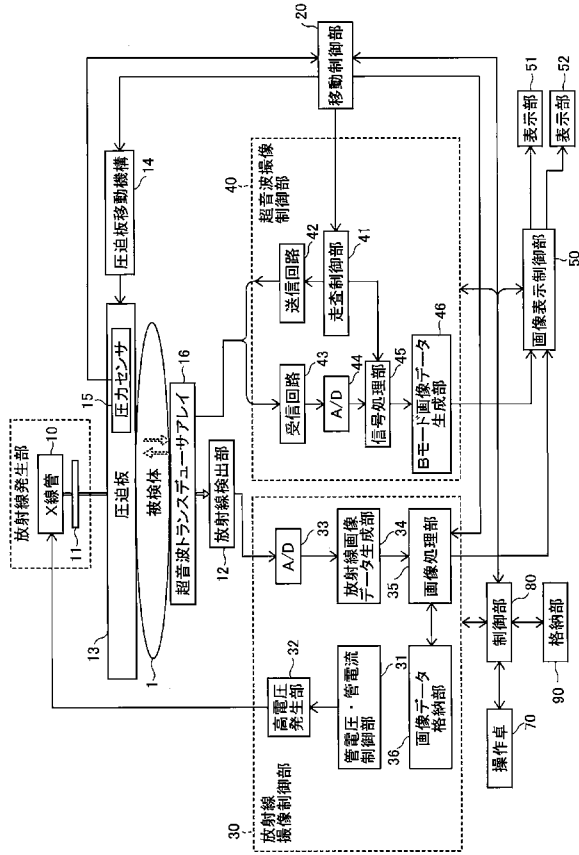 放射線発生部
X線管
10
11
13
圧迫板
15
圧力センサ
圧迫板移動機構
14
1
被検体
超音波トランスデューサアレイ
16
12
放射線検出部
移動制御部
20
30
放射線
撮像制御部
高電圧
発生部
32
管電圧・管電流
制御部
31
A/D
33
放射線画像
データ生成部
34
35
画像処理部
36
画像データ
格納部
40
超音波撮像
制御部
送信回路
42
走査制御部
41
受信回路
43
A/D
44
信号処理部
45
Bモード画像データ
生成部
46
画像表示制御部
50
表示部
51
表示部
52
操作卓
70
制御部
80
格納部
90